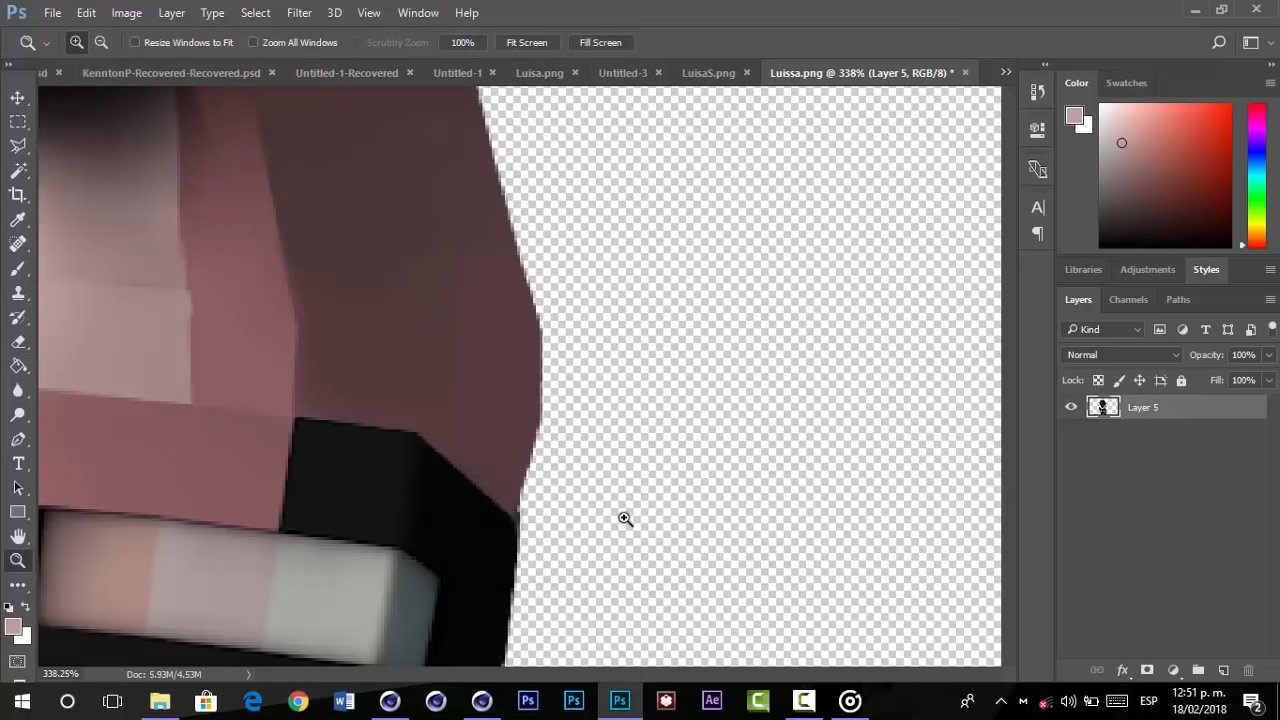 Ps File Edit Image Layer Type Select Filter 3D View Window Help
Resize Windows to Fit Zoom All Windows Scrubby Zoom 100% Fit Screen Fill Screen
sd KenntonP-Recovered-Recovered.psd Untitled-1-Recovered Untitled-1 Luisa.png Untitled-3 LuisaS.png Luissa.png @ 338% (Layer 5, RGB/8) *
Color Swatches
Libraries Adjustments Styles
Layers Channels Paths
Kind
Normal Opacity: 100%
Lock: Fill: 100%
Layer 5
338.25% Doc: 5.93M/4.53M
ESP 12:51 p. m.
18/02/2018